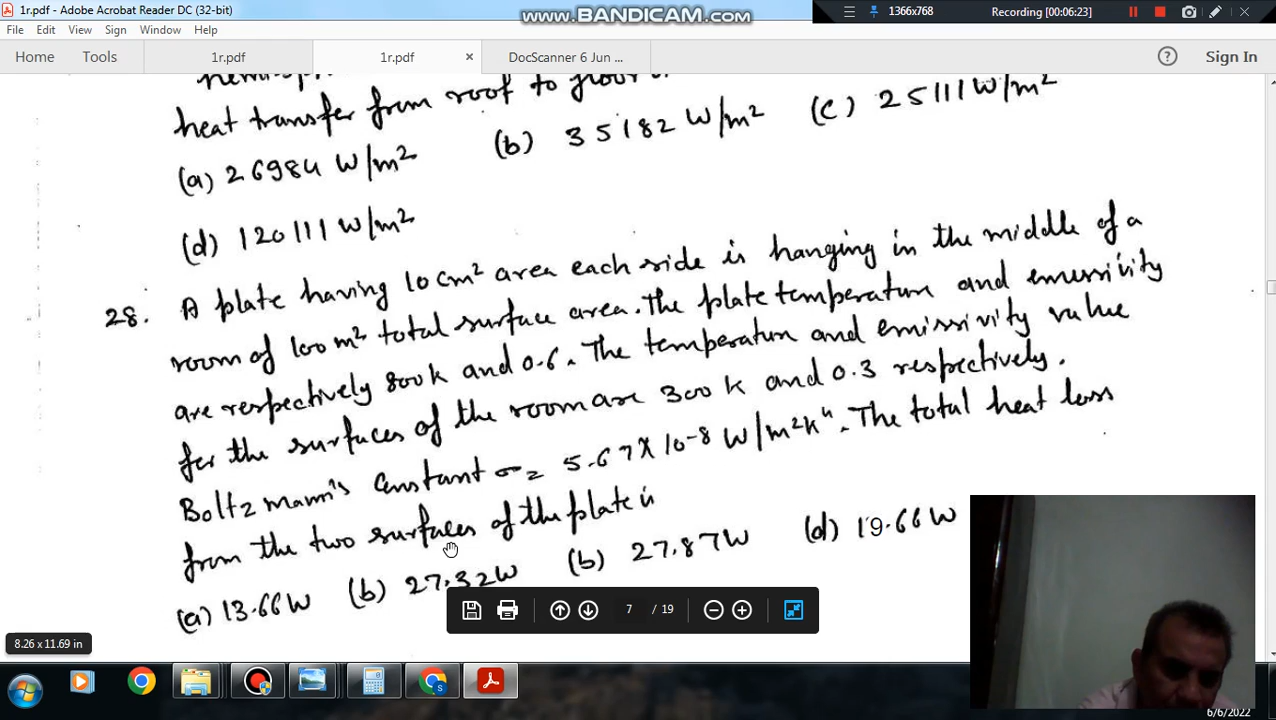 1r.pdf - Adobe Acrobat Reader DC (32-bit)
www.BANDICAM.com
1366x768
Recording [00:06:23]
File Edit View Sign Window Help
Home Tools 1r.pdf 1r.pdf × DocScanner 6 Jun ... Sign In
heat transfer from roof to floor
(a) 26984 W/m² (b) 35182 W/m² (c) 25111 W/m²
(d) 120111 W/m²
28. A plate having 10 cm² area each side is hanging in the middle of a
room of 100 m² total surface area. The plate temperature and emissivity
are respectively 800k and 0.6. The temperature and emissivity value
for the surfaces of the room are 300 k and 0.3 respectively.
Boltzmann's constant σ = 5.67 X 10-8 W/m²k⁴. The total heat loss
from the two surfaces of the plate is
(a) 13.66 W (b) 27.32 W (b) 27.87 W (d) 19.66 W
7 / 19
8.26 x 11.69 in
6/6/2022